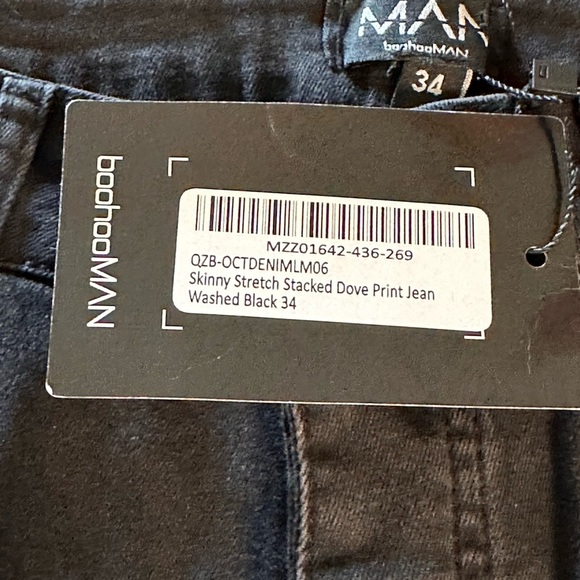 MAN
boohooMAN
34
boohooMAN
MZZ01642-436-269
QZB-OCTDENIMLM06
Skinny Stretch Stacked Dove Print Jean
Washed Black 34